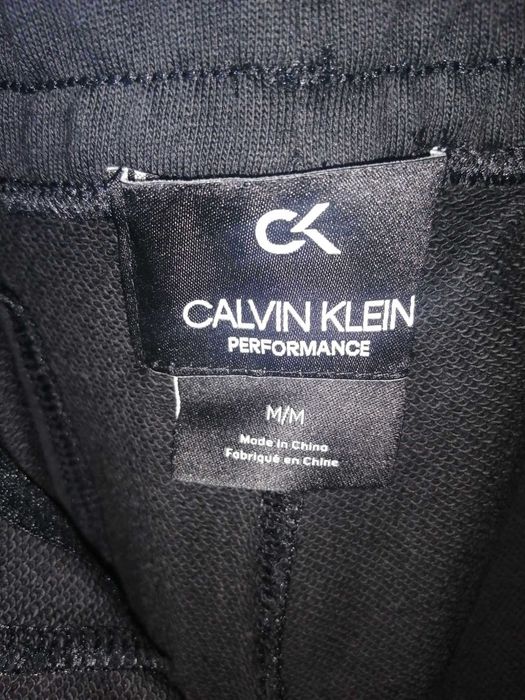 CK
CALVIN KLEIN
PERFORMANCE
M/M
Made in China
Fabriqué en Chine